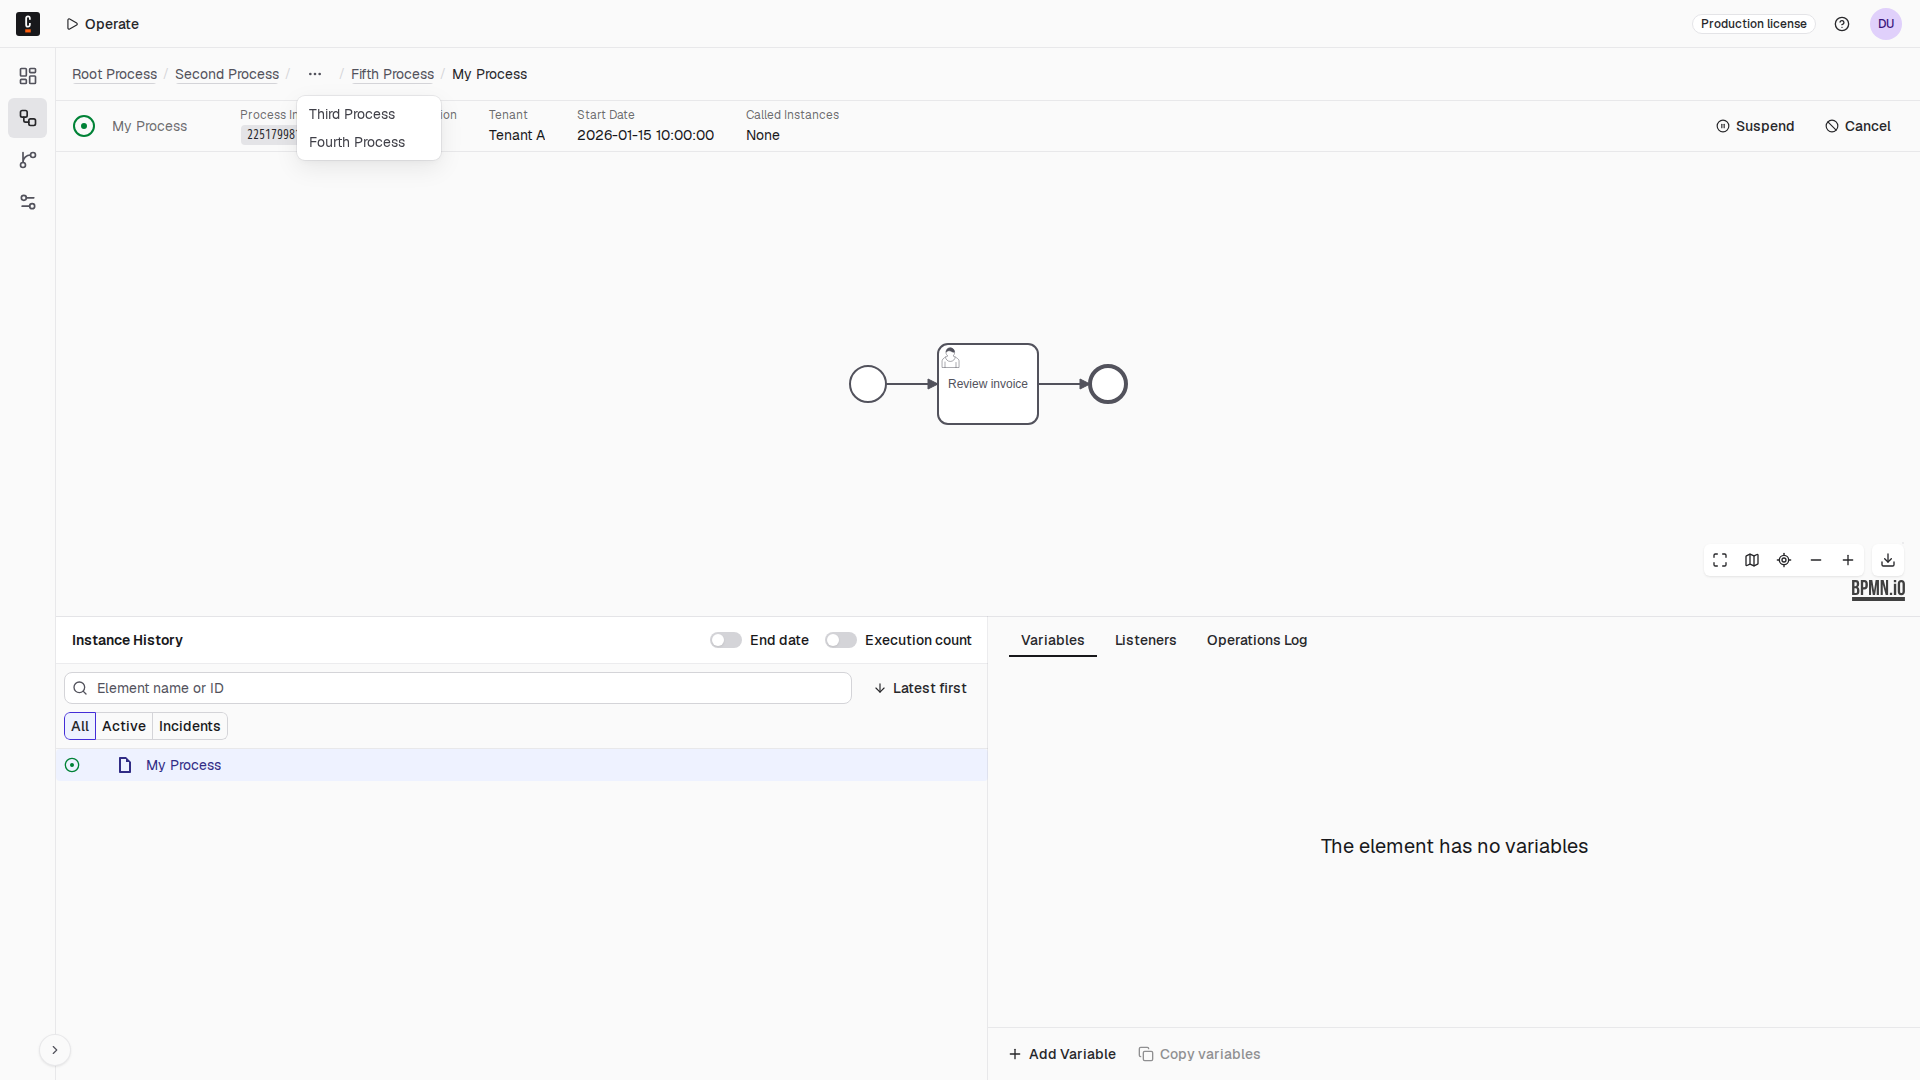 Operate
Production license
DU
Root Process / Second Process / ... / Fifth Process / My Process
Third Process
Fourth Process
My Process
Tenant
Tenant A
Start Date
2026-01-15 10:00:00
Called Instances
None
Suspend
Cancel
Review invoice
BPMN.iO
Instance History
End date
Execution count
Element name or ID
Latest first
All
Active
Incidents
My Process
Variables
Listeners
Operations Log
The element has no variables
Add Variable
Copy variables